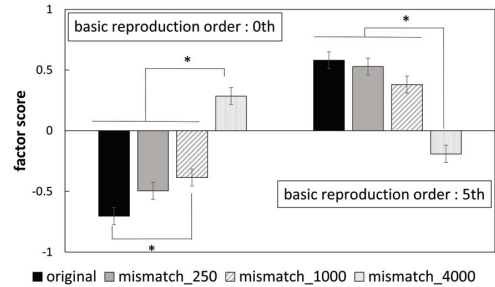 1
basic reproduction order : 0th
*
*
0.5
0
factor score
-0.5
*
basic reproduction order : 5th
-1
original mismatch_250 mismatch_1000 mismatch_4000